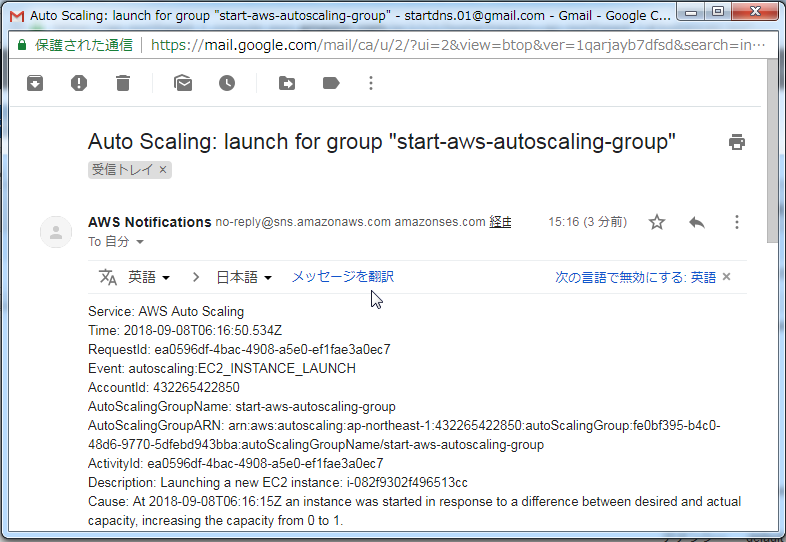 Auto Scaling: launch for group "start-aws-autoscaling-group" - startdns.01@gmail.com - Gmail - Google C...
保護された通信 | https://mail.google.com/mail/ca/u/2/?ui=2&view=btop&ver=1qarjayb7dfsd&search=in…
Auto Scaling: launch for group "start-aws-autoscaling-group"
受信トレイ ×
AWS Notifications no-reply@sns.amazonaws.com amazonses.com 経由 15:16 (3 分前)
To 自分
英語 > 日本語 メッセージを翻訳 次の言語で無効にする: 英語 ×
Service: AWS Auto Scaling
Time: 2018-09-08T06:16:50.534Z
RequestId: ea0596df-4bac-4908-a5e0-ef1fae3a0ec7
Event: autoscaling:EC2_INSTANCE_LAUNCH
AccountId: 432265422850
AutoScalingGroupName: start-aws-autoscaling-group
AutoScalingGroupARN: arn:aws:autoscaling:ap-northeast-1:432265422850:autoScalingGroup:fe0bf395-b4c0-
48d6-9770-5dfebd943bba:autoScalingGroupName/start-aws-autoscaling-group
ActivityId: ea0596df-4bac-4908-a5e0-ef1fae3a0ec7
Description: Launching a new EC2 instance: i-082f9302f496513cc
Cause: At 2018-09-08T06:16:15Z an instance was started in response to a difference between desired and actual
capacity, increasing the capacity from 0 to 1.